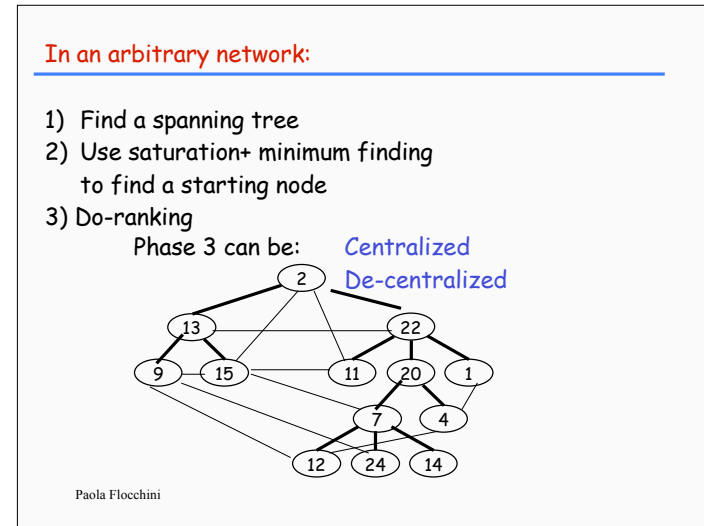 In an arbitrary network:
1) Find a spanning tree
2) Use saturation+ minimum finding
to find a starting node
3) Do-ranking
Phase 3 can be: Centralized
De-centralized
2
13 22
9 15 11 20 1
7 4
12 24 14
Paola Flocchini